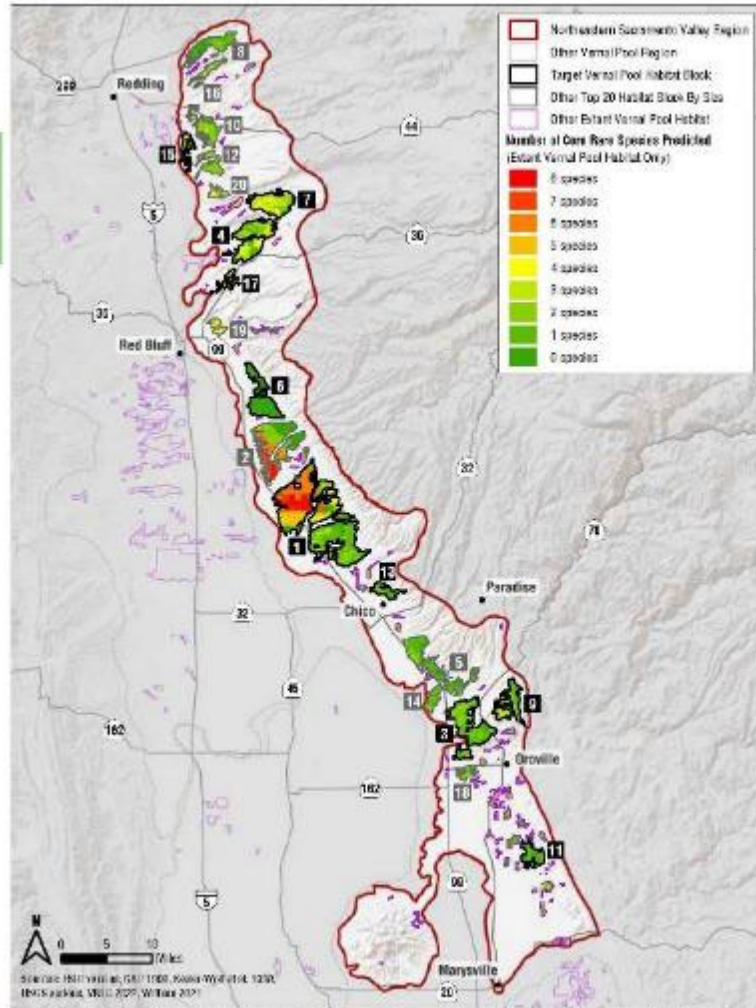 Northeastern Sacramento Valley Region
Other Vernal Pool Region
Target Vernal Pool Habitat Block
Other Top 20 Habitat Block By Size
Other Extant Vernal Pool Habitat
Number of Core Rare Species Predicted
(Extant Vernal Pool Habitat Only)
8 species
7 species
6 species
5 species
4 species
3 species
2 species
1 species
0 species
8
Redding
16
44
10
15
12
5
20
7
4
36
17
19
Red Bluff
99
6
2
32
70
1
13
Paradise
Chico
32
5
45
14
9
162
3
Oroville
18
162
11
99
N
5
0 5 10
Miles
Marysville
20